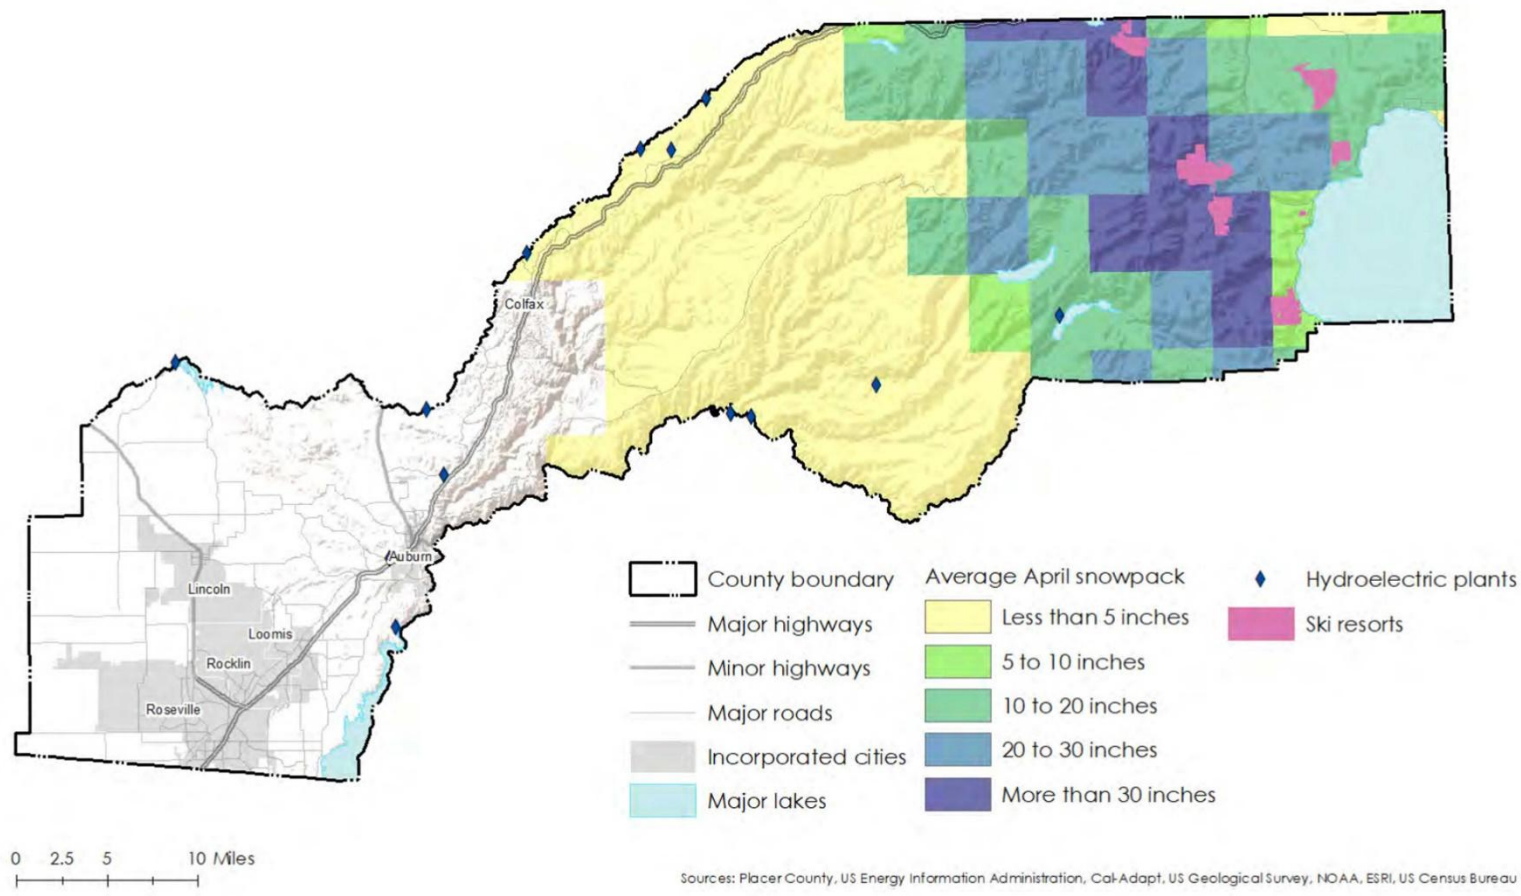 Colfax
Auburn
Lincoln
Loomis
Rocklin
Roseville
County boundary
Major highways
Minor highways
Major roads
Incorporated cities
Major lakes
Average April snowpack
Less than 5 inches
5 to 10 inches
10 to 20 inches
20 to 30 inches
More than 30 inches
Hydroelectric plants
Ski resorts
0 2.5 5 10 Miles
Sources: Placer County, US Energy Information Administration, Cal-Adapt, US Geological Survey, NOAA, ESRI, US Census Bureau